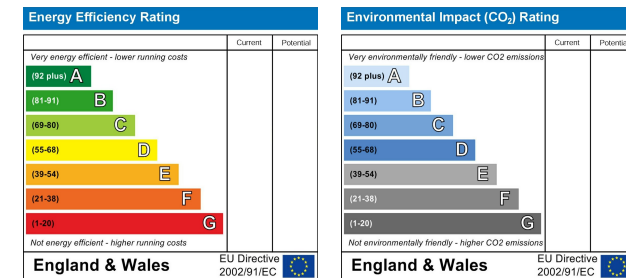 Energy Efficiency Rating
Current Potential
Very energy efficient - lower running costs
(92 plus) A
(81-91) B
(69-80) C
(55-68) D
(39-54) E
(21-38) F
(1-20) G
Not energy efficient - higher running costs
England & Wales
EU Directive
2002/91/EC
Environmental Impact (CO2) Rating
Current Potential
Very environmentally friendly - lower CO2 emissions
(92 plus) A
(81-91) B
(69-80) C
(55-68) D
(39-54) E
(21-38) F
(1-20) G
Not environmentally friendly - higher CO2 emissions
England & Wales
EU Directive
2002/91/EC